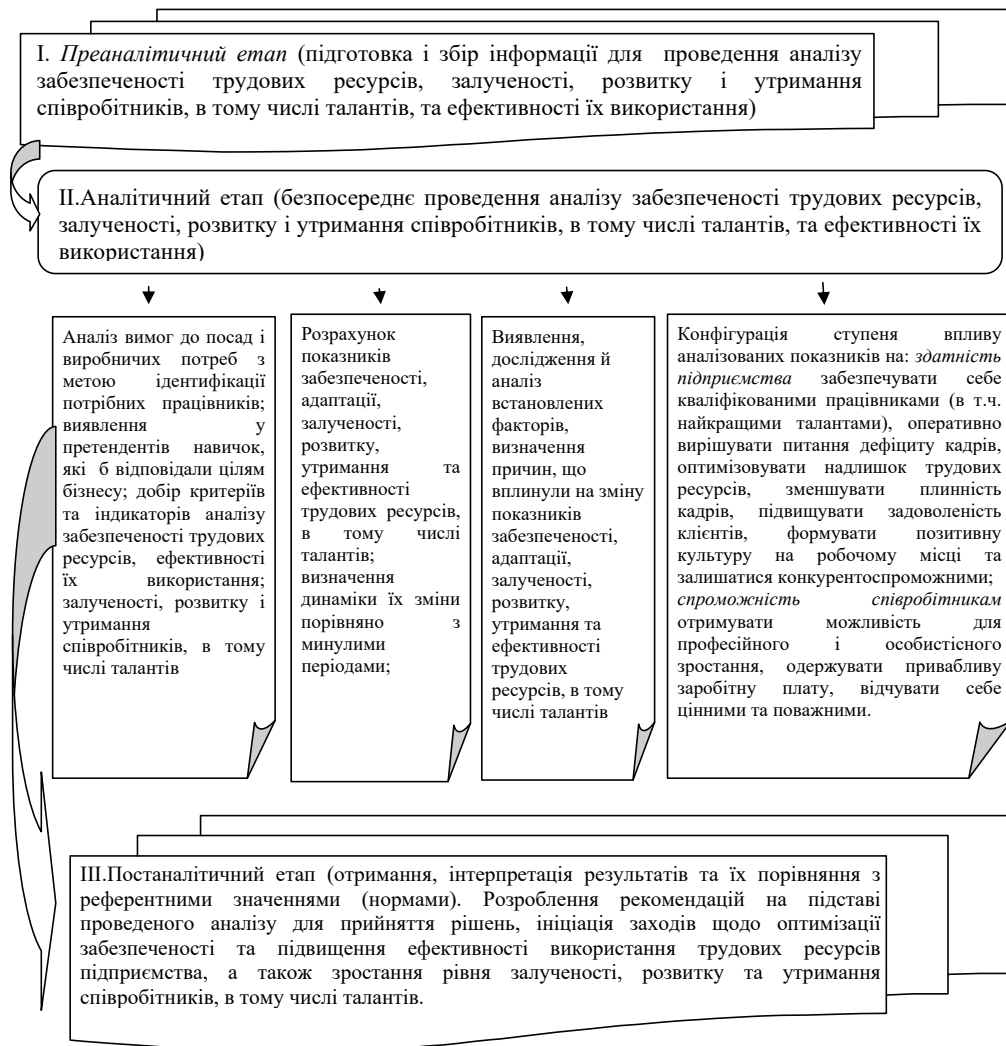 І. Преаналітичний етап (підготовка і збір інформації для проведення аналізу
забезпеченості трудових ресурсів, залученості, розвитку і утримання
співробітників, в тому числі талантів, та ефективності їх використання)
ІІ.Аналітичний етап (безпосереднє проведення аналізу забезпеченості трудових ресурсів,
залученості, розвитку і утримання співробітників, в тому числі талантів, та ефективності їх
використання)
Аналіз вимог до посад і
виробничих потреб з
метою ідентифікації
потрібних працівників;
виявлення у
претендентів навичок,
які б відповідали цілям
бізнесу; добір критеріїв
та індикаторів аналізу
забезпеченості трудових
ресурсів, ефективності
їх використання;
залученості, розвитку і
утримання
співробітників, в тому
числі талантів
Розрахунок
показників
забезпеченості,
адаптації,
залученості,
розвитку,
утримання та
ефективності
трудових ресурсів,
в тому числі
талантів;
визначення
динаміки їх зміни
порівняно з
минулими
періодами;
Виявлення,
дослідження й
аналіз
встановлених
факторів,
визначення
причин, що
вплинули на зміну
показників
забезпеченості,
адаптації,
залученості,
розвитку,
утримання та
ефективності
трудових
ресурсів, в тому
числі талантів
Конфігурація ступеня впливу
аналізованих показників на: здатність
підприємства забезпечувати себе
кваліфікованими працівниками (в т.ч.
найкращими талантами), оперативно
вирішувати питання дефіциту кадрів,
оптимізовувати надлишок трудових
ресурсів, зменшувати плинність
кадрів, підвищувати задоволеність
клієнтів, формувати позитивну
культуру на робочому місці та
залишатися конкурентоспроможними;
спроможність співробітникам
отримувати можливість для
професійного і особистісного
зростання, одержувати привабливу
заробітну плату, відчувати себе
цінними та поважними.
ІІІ.Постаналітичний етап (отримання, інтерпретація результатів та їх порівняння з
референтними значеннями (нормами). Розроблення рекомендацій на підставі
проведеного аналізу для прийняття рішень, ініціація заходів щодо оптимізації
забезпеченості та підвищення ефективності використання трудових ресурсів
підприємства, а також зростання рівня залученості, розвитку та утримання
співробітників, в тому числі талантів.